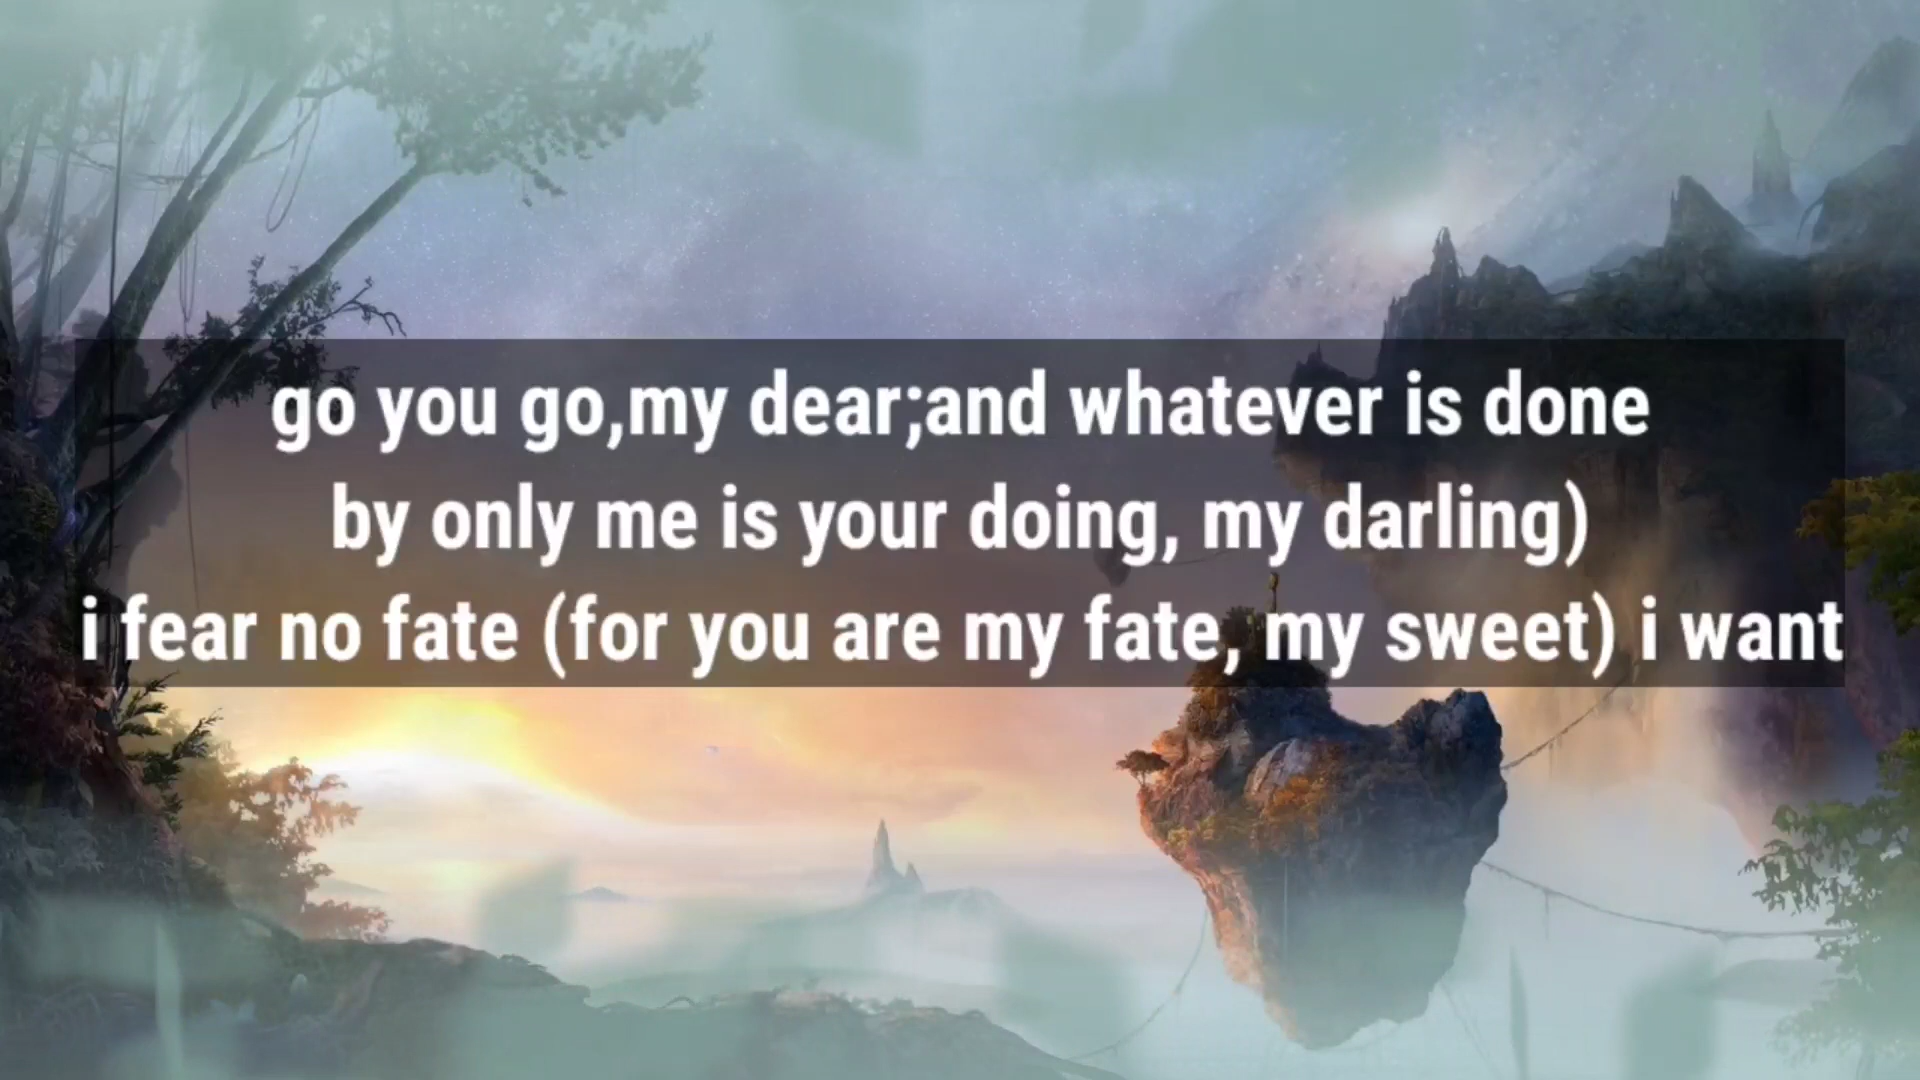 go you go,my dear;and whatever is done
by only me is your doing, my darling)
i fear no fate (for you are my fate, my sweet) i want